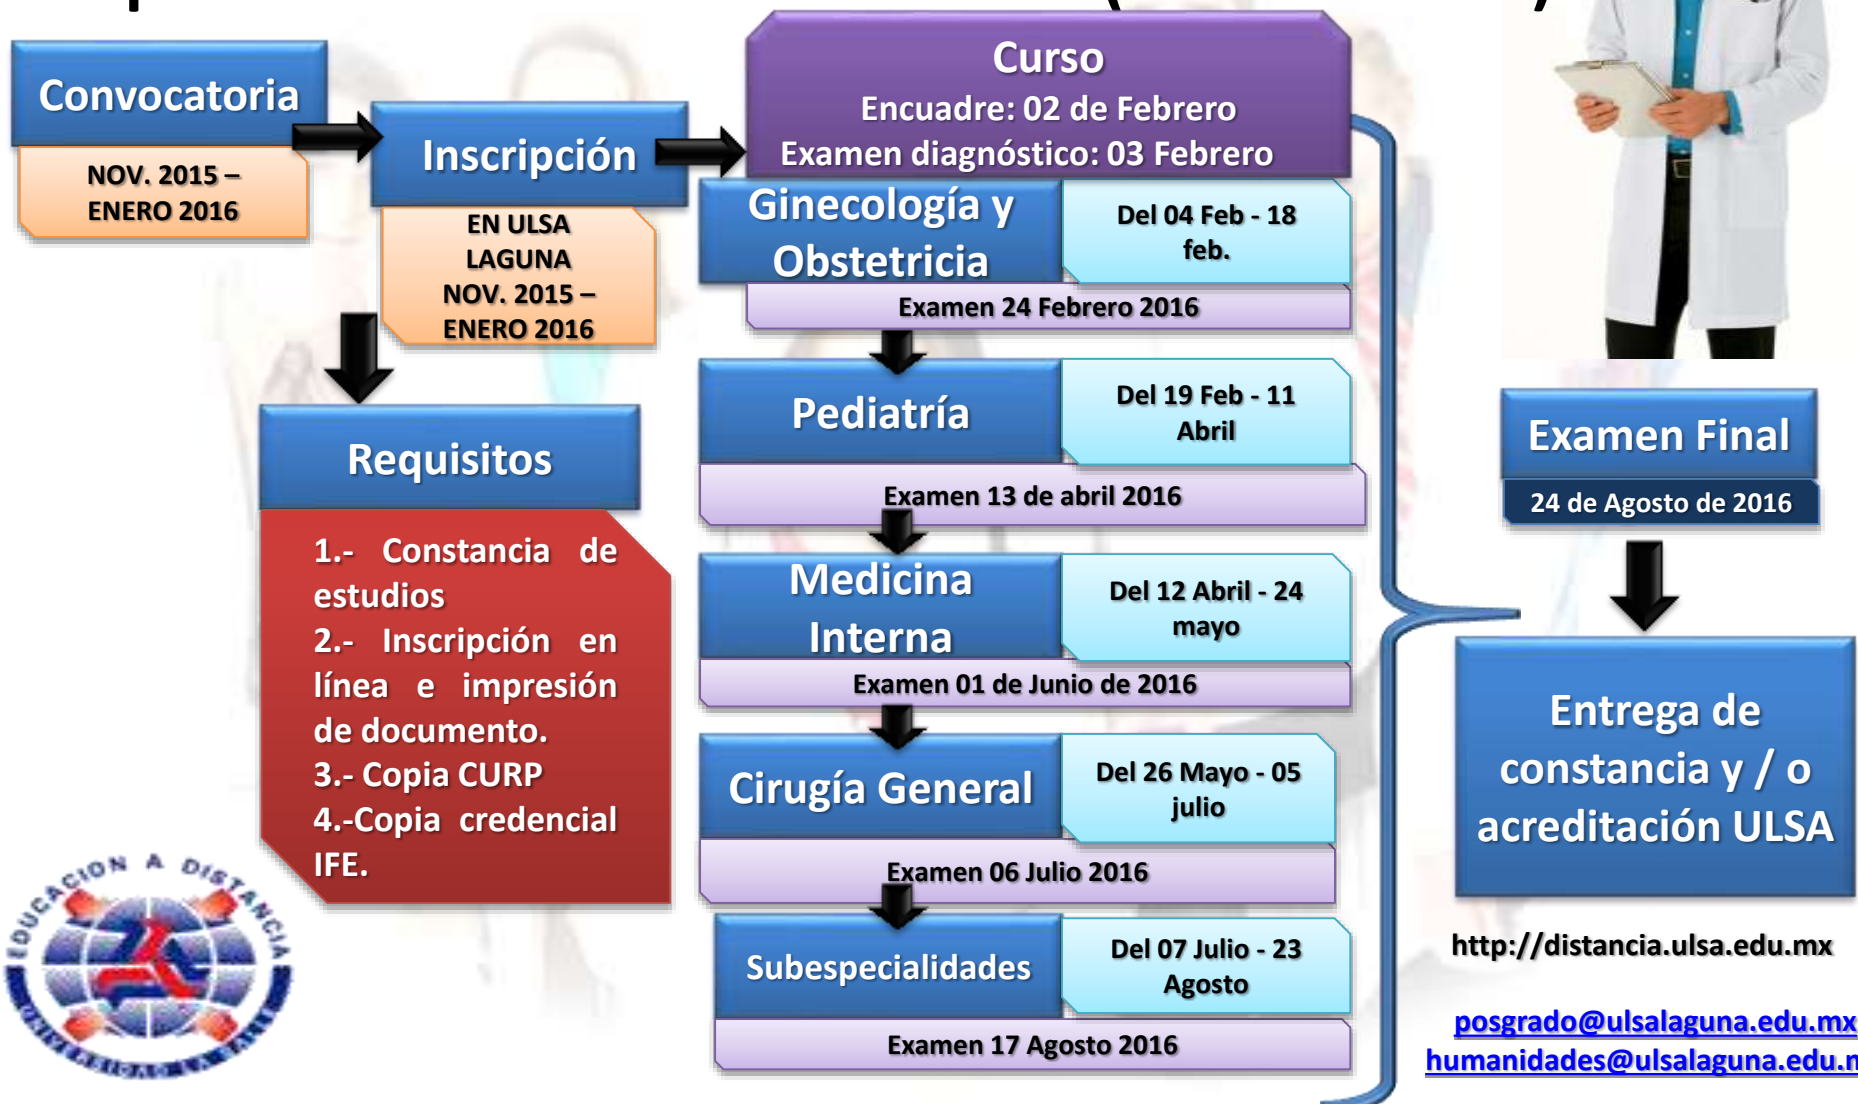 Convocatoria
NOV. 2015 –
ENERO 2016
Inscripción
EN ULSA
LAGUNA
NOV. 2015 –
ENERO 2016
Requisitos
1.- Constancia de
estudios
2.- Inscripción en
línea e impresión
de documento.
3.- Copia CURP
4.-Copia credencial
IFE.
Curso
Encuadre: 02 de Febrero
Examen diagnóstico: 03 Febrero
Ginecología y
Obstetricia
Del 04 Feb - 18
feb.
Examen 24 Febrero 2016
Pediatría
Del 19 Feb - 11
Abril
Examen 13 de abril 2016
Medicina
Interna
Del 12 Abril - 24
mayo
Examen 01 de Junio de 2016
Cirugía General
Del 26 Mayo - 05
julio
Examen 06 Julio 2016
Subespecialidades
Del 07 Julio - 23
Agosto
Examen 17 Agosto 2016
Examen Final
24 de Agosto de 2016
Entrega de
constancia y / o
acreditación ULSA
http://distancia.ulsa.edu.mx
posgrado@ulsalaguna.edu.mx
humanidades@ulsalaguna.edu.m
EDUCACION A DISTANCIA